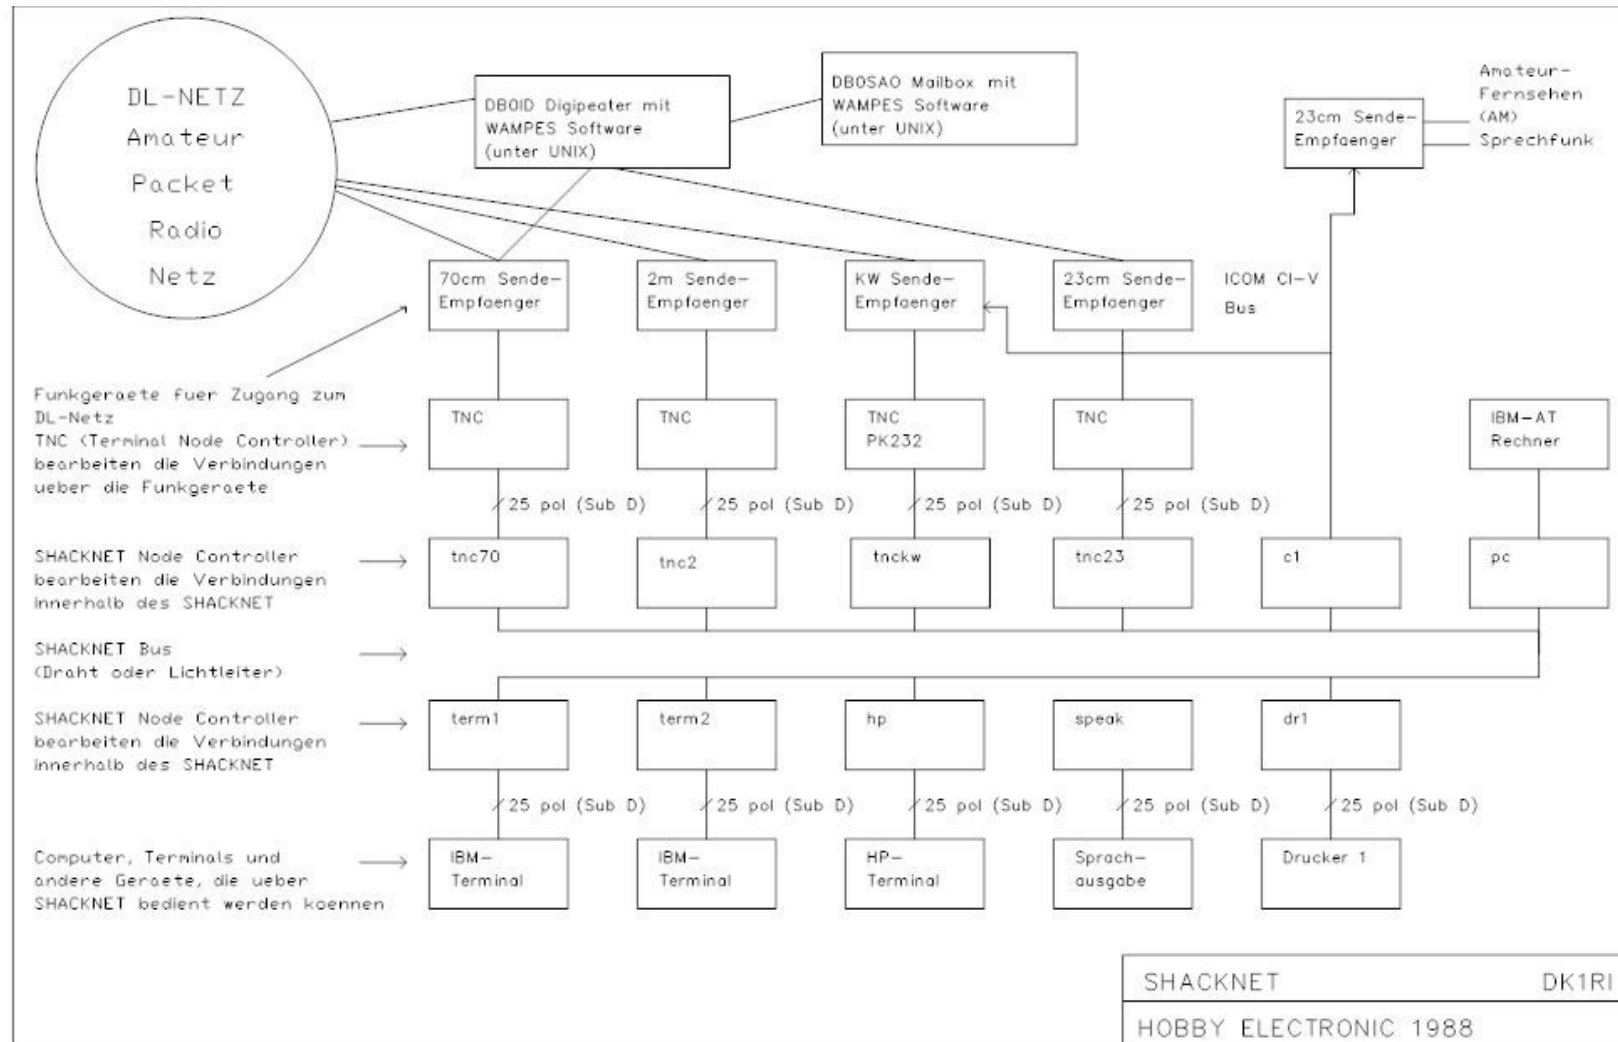 DL-NETZ
Amateur
Packet
Radio
Netz
DB0ID Digipeater mit
WAMPES Software
(unter UNIX)
DB0SAO Mailbox mit
WAMPES Software
(unter UNIX)
23cm Sende-
Empfaenger
Amateur-
Fernsehen
(AM)
Sprechfunk
70cm Sende-
Empfaenger
2m Sende-
Empfaenger
KW Sende-
Empfaenger
23cm Sende-
Empfaenger
ICOM CI-V
Bus
Funkgeraete fuer Zugang zum
DL-Netz
TNC (Terminal Node Controller)
bearbeiten die Verbindungen
ueber die Funkgeraete
TNC
TNC
TNC
PK232
TNC
IBM-AT
Rechner
25 pol (Sub D)
25 pol (Sub D)
25 pol (Sub D)
25 pol (Sub D)
SHACKNET Node Controller
bearbeiten die Verbindungen
innerhalb des SHACKNET
tnc70
tnc2
tnckw
tnc23
c1
pc
SHACKNET Bus
(Draht oder Lichtleiter)
SHACKNET Node Controller
bearbeiten die Verbindungen
innerhalb des SHACKNET
term1
term2
hp
speak
dr1
25 pol (Sub D)
25 pol (Sub D)
25 pol (Sub D)
25 pol (Sub D)
25 pol (Sub D)
Computer, Terminals und
andere Geraete, die ueber
SHACKNET bedient werden koennen
IBM-
Terminal
IBM-
Terminal
HP-
Terminal
Sprach-
ausgabe
Drucker 1
SHACKNET DK1RI
HOBBY ELECTRONIC 1988